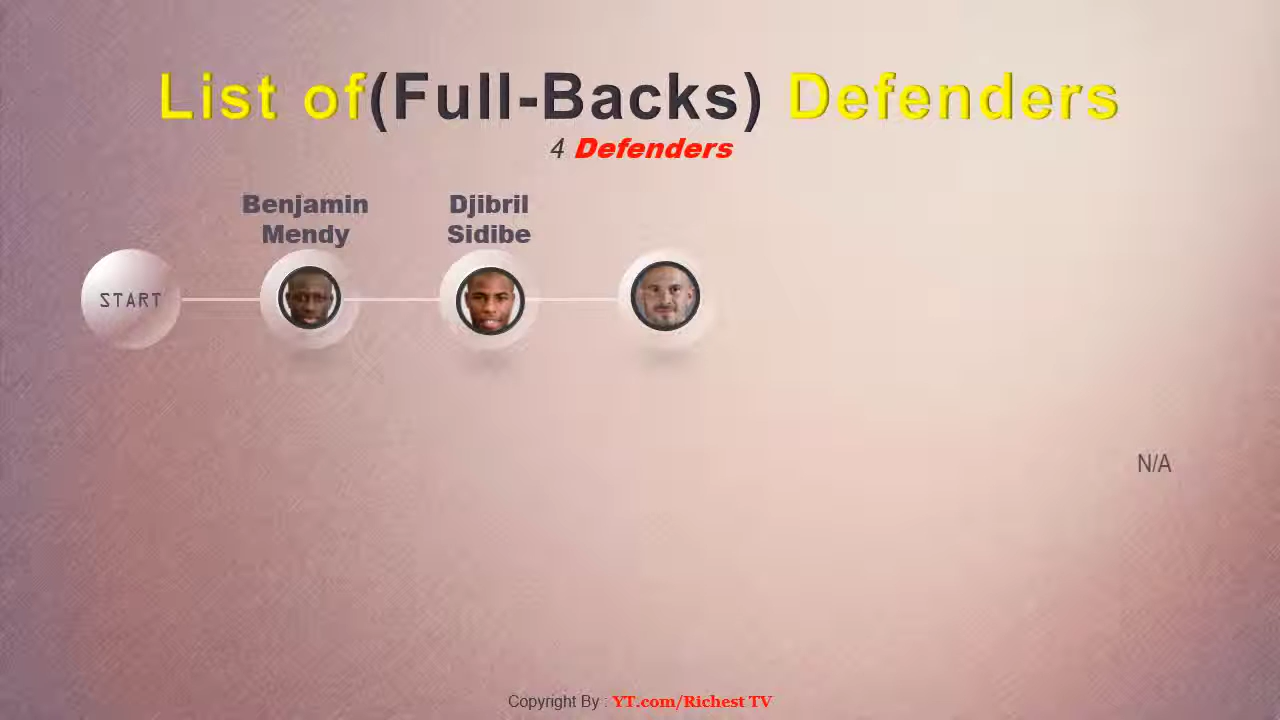 List of(Full-Backs) Defenders
4 Defenders
Benjamin
Mendy
Djibril
Sidibe
START
N/A
Copyright By : YT.com/Richest TV